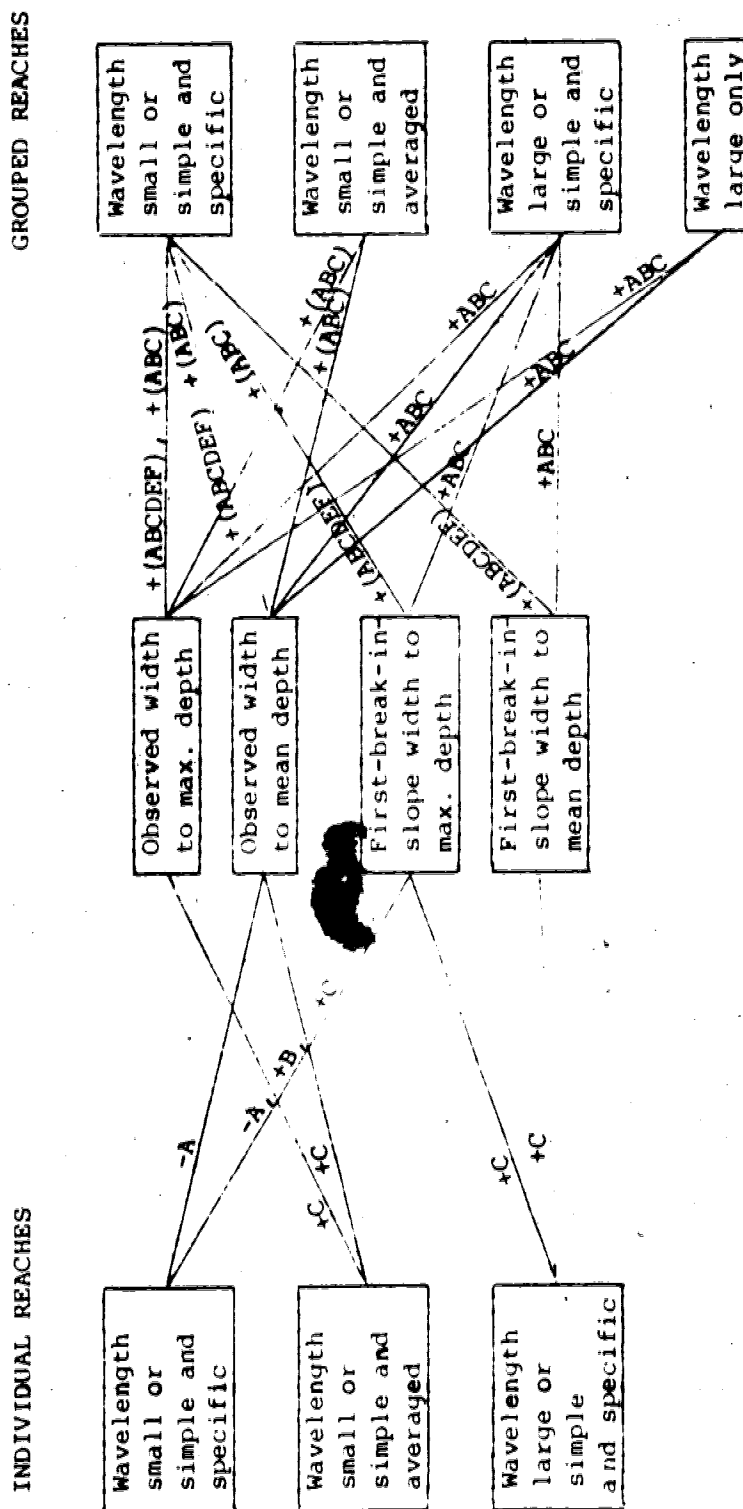 INDIVIDUAL REACHES
GROUPED REACHES
Wavelength
small or
simple and
specific
Wavelength
small or
simple and
averaged
Wavelength
large or
simple
and specific
-A
-A, +B, +C
+C
+C
+C
+C
Observed width
to max. depth
Observed width
to mean depth
First-break-in-
slope width to
max. depth
First-break-in-
slope width to
mean depth
+(ABCDEF), +(ABC)
+(ABCDEF) +(ABC)
+(ABCDEF) +(ABC)
+(ABCDEF)
+(ABC)
+(ABC)
+ABC
+ABC
+ABC
+ABC
+ABC
+ABC
Wavelength
small or
simple and
specific
Wavelength
small or
simple and
averaged
Wavelength
large or
simple and
specific
Wavelength
large only